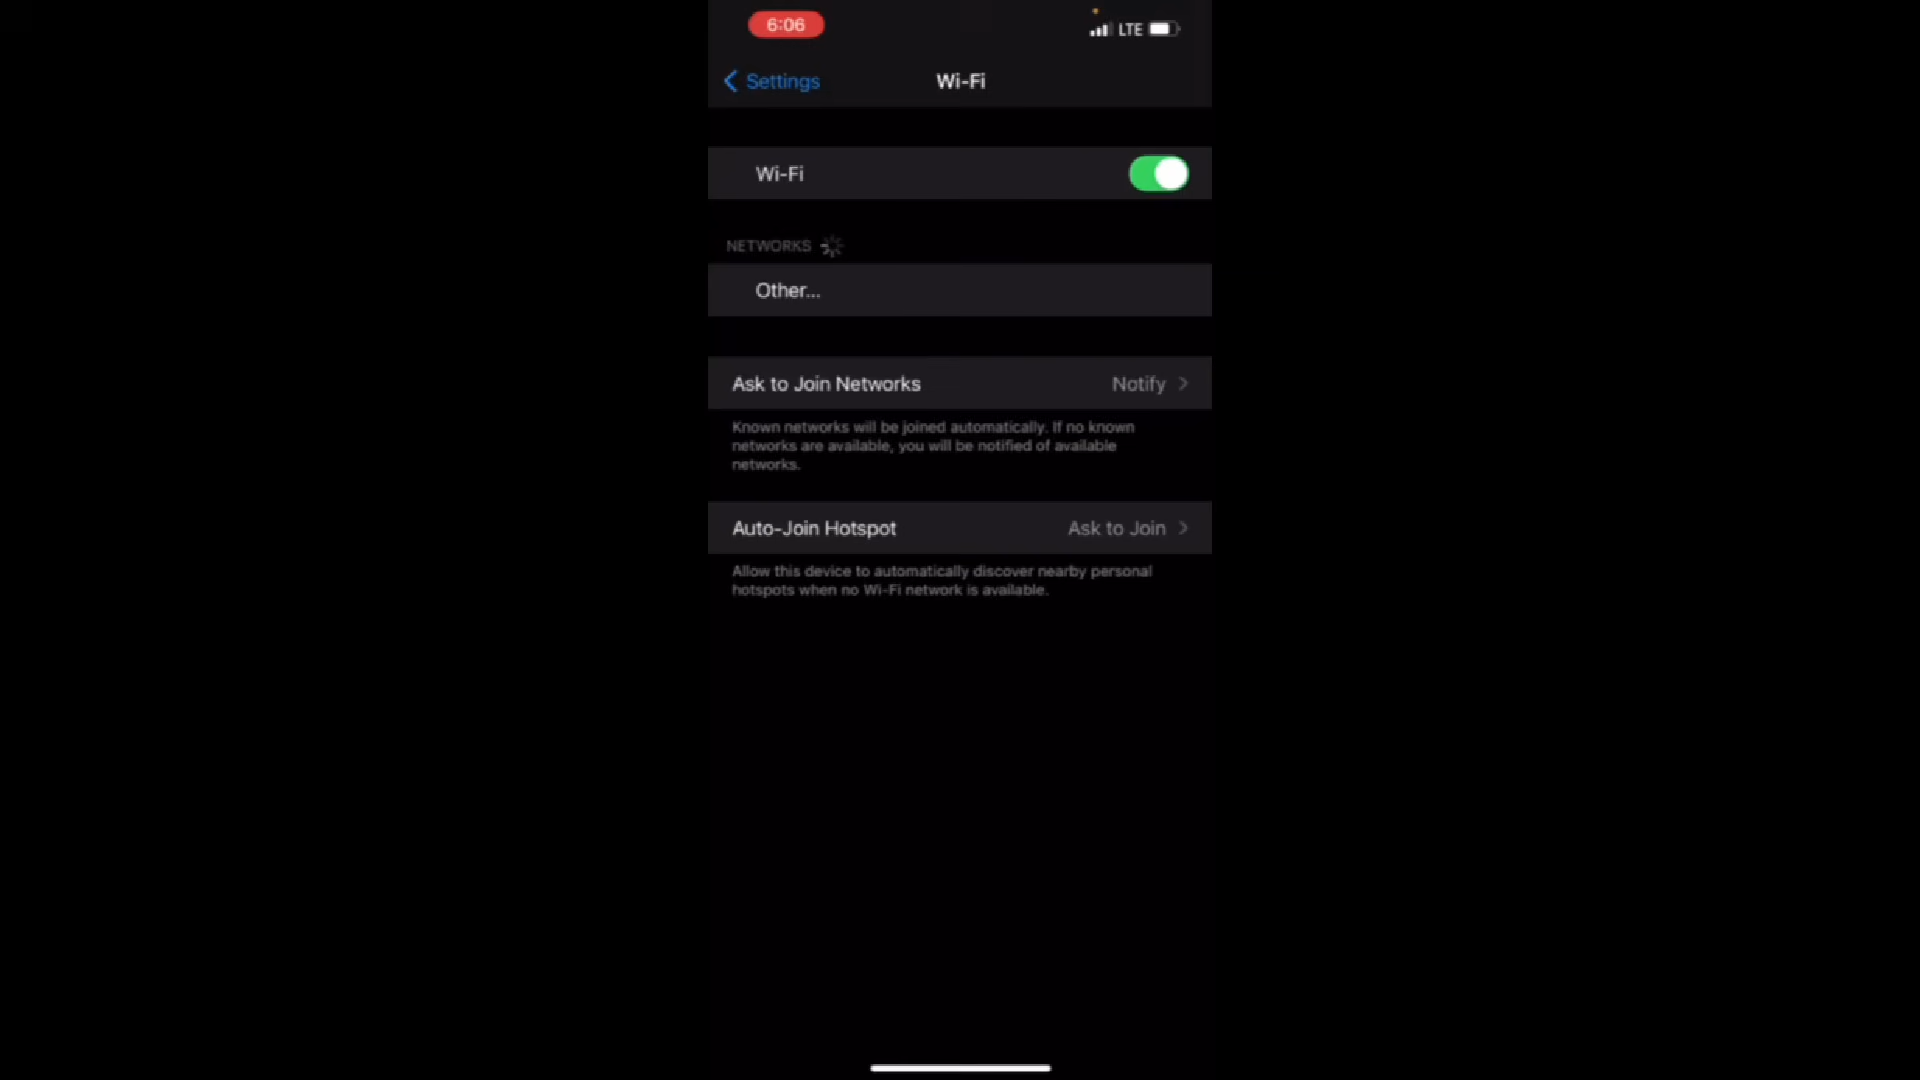 6:06
LTE
Settings
Wi-Fi
Wi-Fi
NETWORKS
Other...
Ask to Join Networks Notify
Known networks will be joined automatically. If no known
networks are available, you will be notified of available
networks.
Auto-Join Hotspot Ask to Join
Allow this device to automatically discover nearby personal
hotspots when no Wi-Fi network is available.